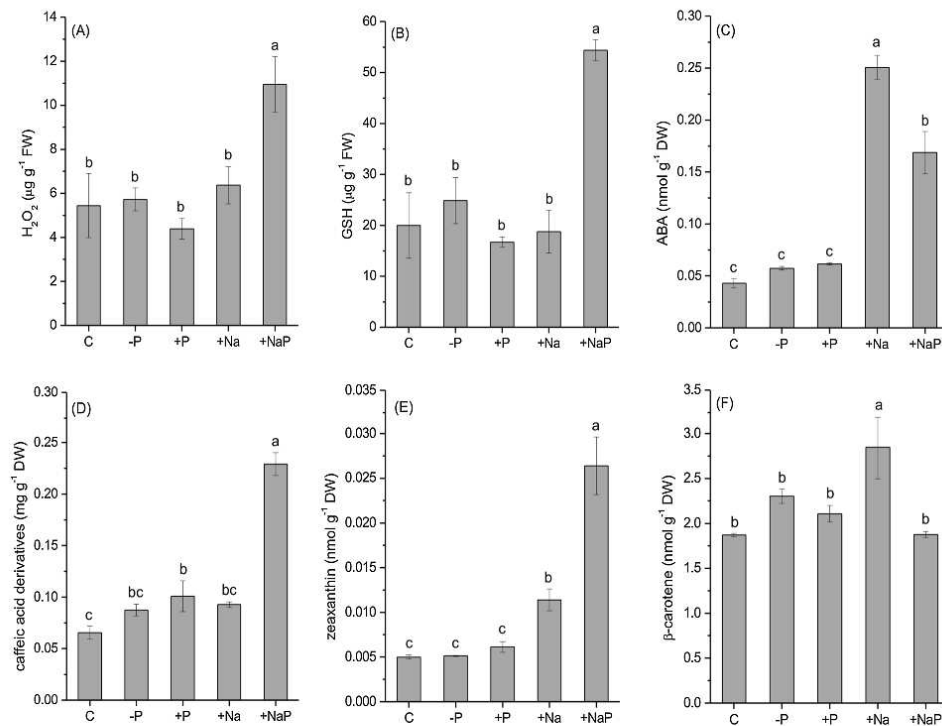 (A)
H₂O₂ (μg g⁻¹ FW)
14
12
10
8
6
4
2
0
b
b
b
b
a
C
-P
+P
+Na
+NaP
(B)
GSH (μg g⁻¹ FW)
60
50
40
30
20
10
0
b
b
b
b
a
C
-P
+P
+Na
+NaP
(C)
ABA (nmol g⁻¹ DW)
0.30
0.25
0.20
0.15
0.10
0.05
0.00
c
c
c
a
b
C
-P
+P
+Na
+NaP
(D)
caffeic acid derivatives (mg g⁻¹ DW)
0.30
0.25
0.20
0.15
0.10
0.05
0.00
c
bc
b
bc
a
C
-P
+P
+Na
+NaP
(E)
zeaxanthin (nmol g⁻¹ DW)
0.035
0.030
0.025
0.020
0.015
0.010
0.005
0.000
c
c
c
b
a
C
-P
+P
+Na
+NaP
(F)
β-carotene (nmol g⁻¹ DW)
3.5
3.0
2.5
2.0
1.5
1.0
0.0
b
b
b
a
b
C
-P
+P
+Na
+NaP